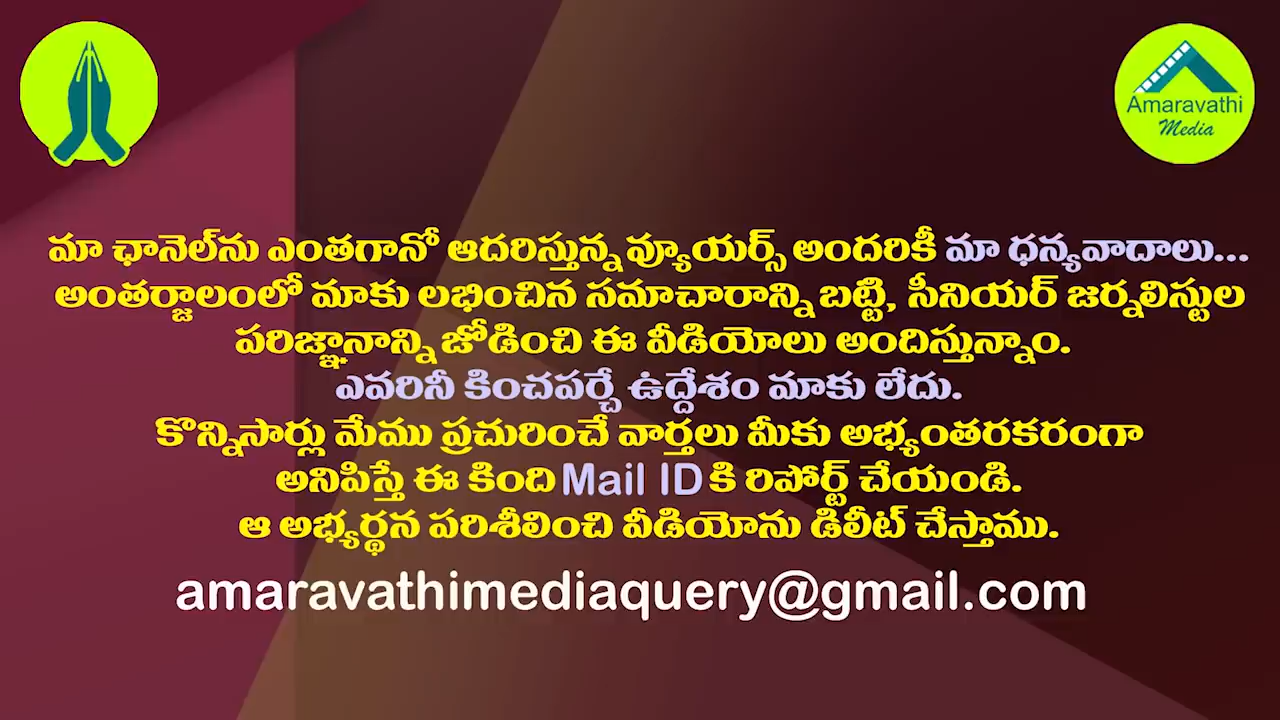 Amaravathi
Media
మా ఛానెల్‌ను ఎంతగానో ఆదరిస్తున్న వ్యూయర్స్ అందరికీ మా ధన్యవాదాలు...
అంతర్జాలంలో మాకు లభించిన సమాచారాన్ని బట్టి, సీనియర్ జర్నలిస్టుల
పరిజ్ఞానాన్ని జోడించి ఈ వీడియోలు అందిస్తున్నాం.
ఎవరినీ కించపర్చే ఉద్దేశం మాకు లేదు.
కొన్నిసార్లు మేము ప్రచురించే వార్తలు మీకు అభ్యంతరకరంగా
అనిపిస్తే ఈ కింది Mail ID కి రిపోర్ట్ చేయండి.
ఆ అభ్యర్థన పరిశీలించి వీడియోను డిలీట్ చేస్తాము.
amaravathimediaquery@gmail.com